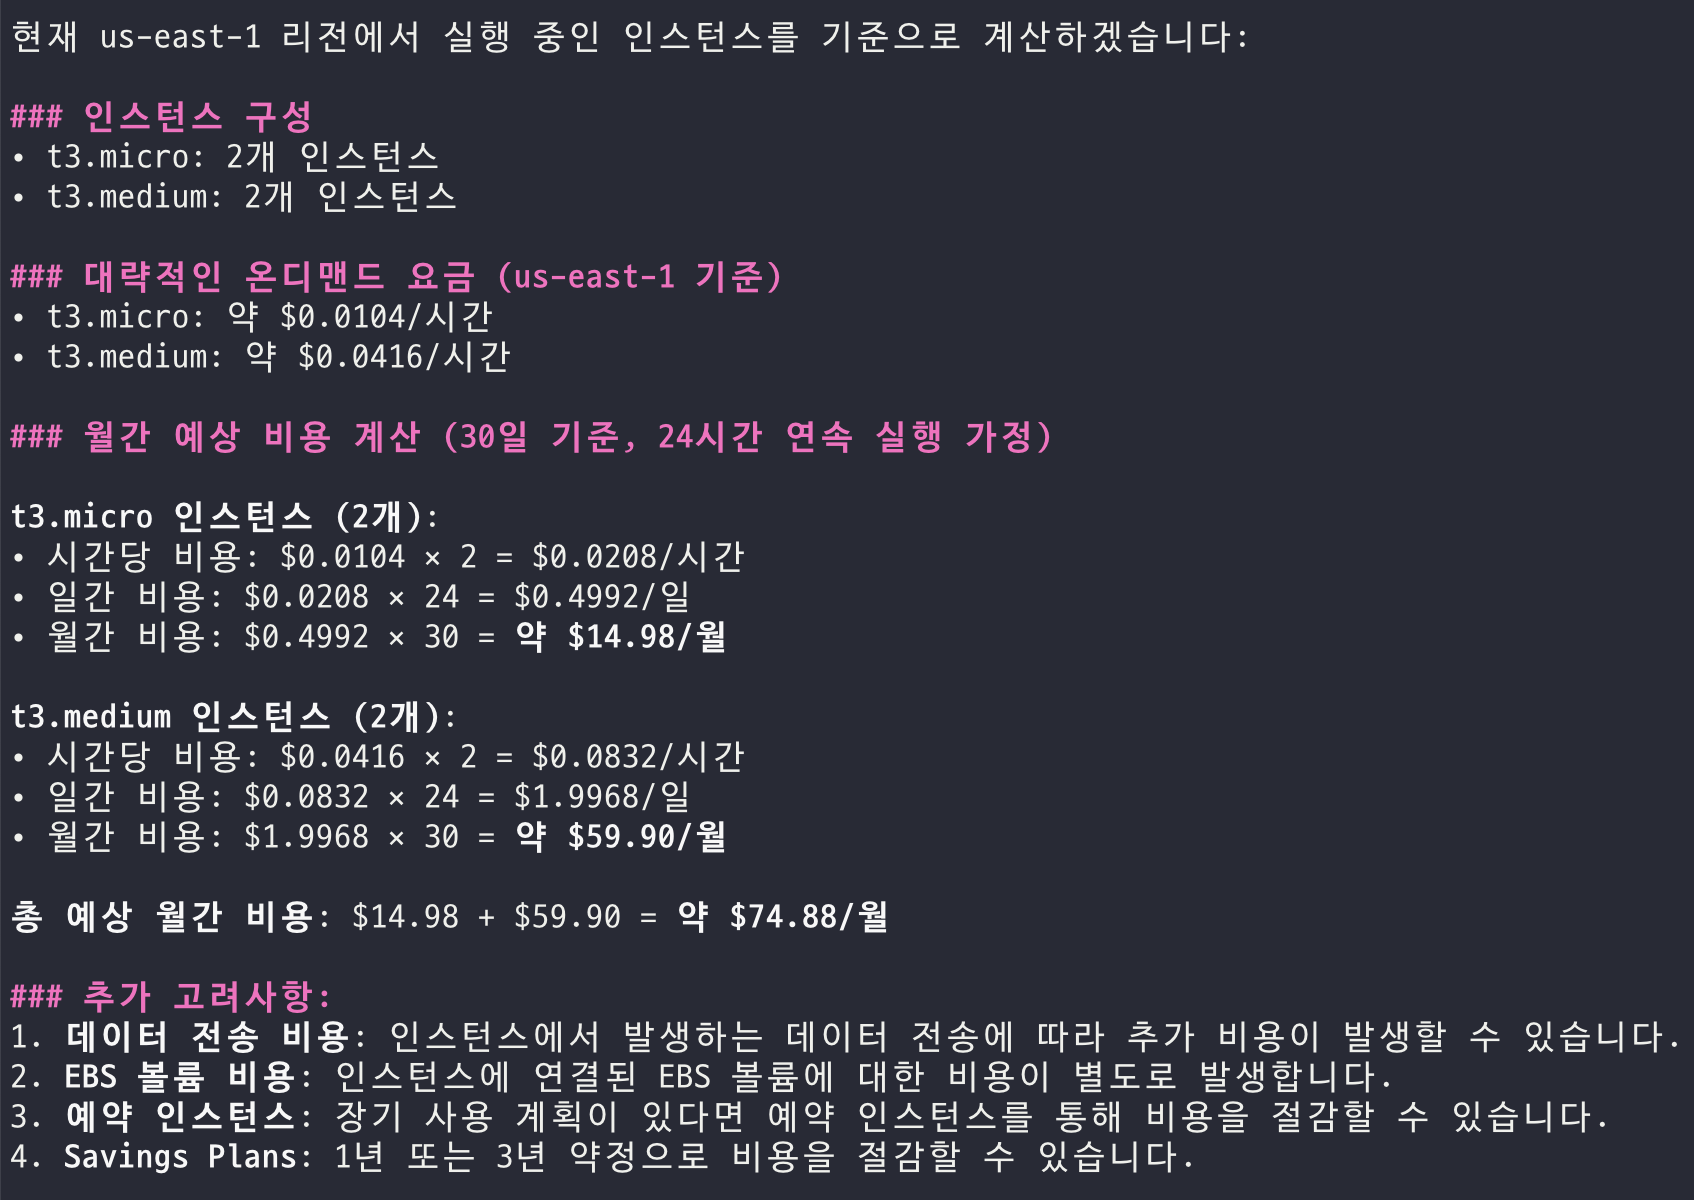 현재 us-east-1 리전에서 실행 중인 인스턴스를 기준으로 계산하겠습니다:
### 인스턴스 구성
• t3.micro: 2개 인스턴스
• t3.medium: 2개 인스턴스
### 대략적인 온디맨드 요금 (us-east-1 기준)
• t3.micro: 약 $0.0104/시간
• t3.medium: 약 $0.0416/시간
### 월간 예상 비용 계산 (30일 기준, 24시간 연속 실행 가정)
t3.micro 인스턴스 (2개):
• 시간당 비용: $0.0104 × 2 = $0.0208/시간
• 일간 비용: $0.0208 × 24 = $0.4992/일
• 월간 비용: $0.4992 × 30 = 약 $14.98/월
t3.medium 인스턴스 (2개):
• 시간당 비용: $0.0416 × 2 = $0.0832/시간
• 일간 비용: $0.0832 × 24 = $1.9968/일
• 월간 비용: $1.9968 × 30 = 약 $59.90/월
총 예상 월간 비용: $14.98 + $59.90 = 약 $74.88/월
### 추가 고려사항:
1. 데이터 전송 비용: 인스턴스에서 발생하는 데이터 전송에 따라 추가 비용이 발생할 수 있습니다.
2. EBS 볼륨 비용: 인스턴스에 연결된 EBS 볼륨에 대한 비용이 별도로 발생합니다.
3. 예약 인스턴스: 장기 사용 계획이 있다면 예약 인스턴스를 통해 비용을 절감할 수 있습니다.
4. Savings Plans: 1년 또는 3년 약정으로 비용을 절감할 수 있습니다.